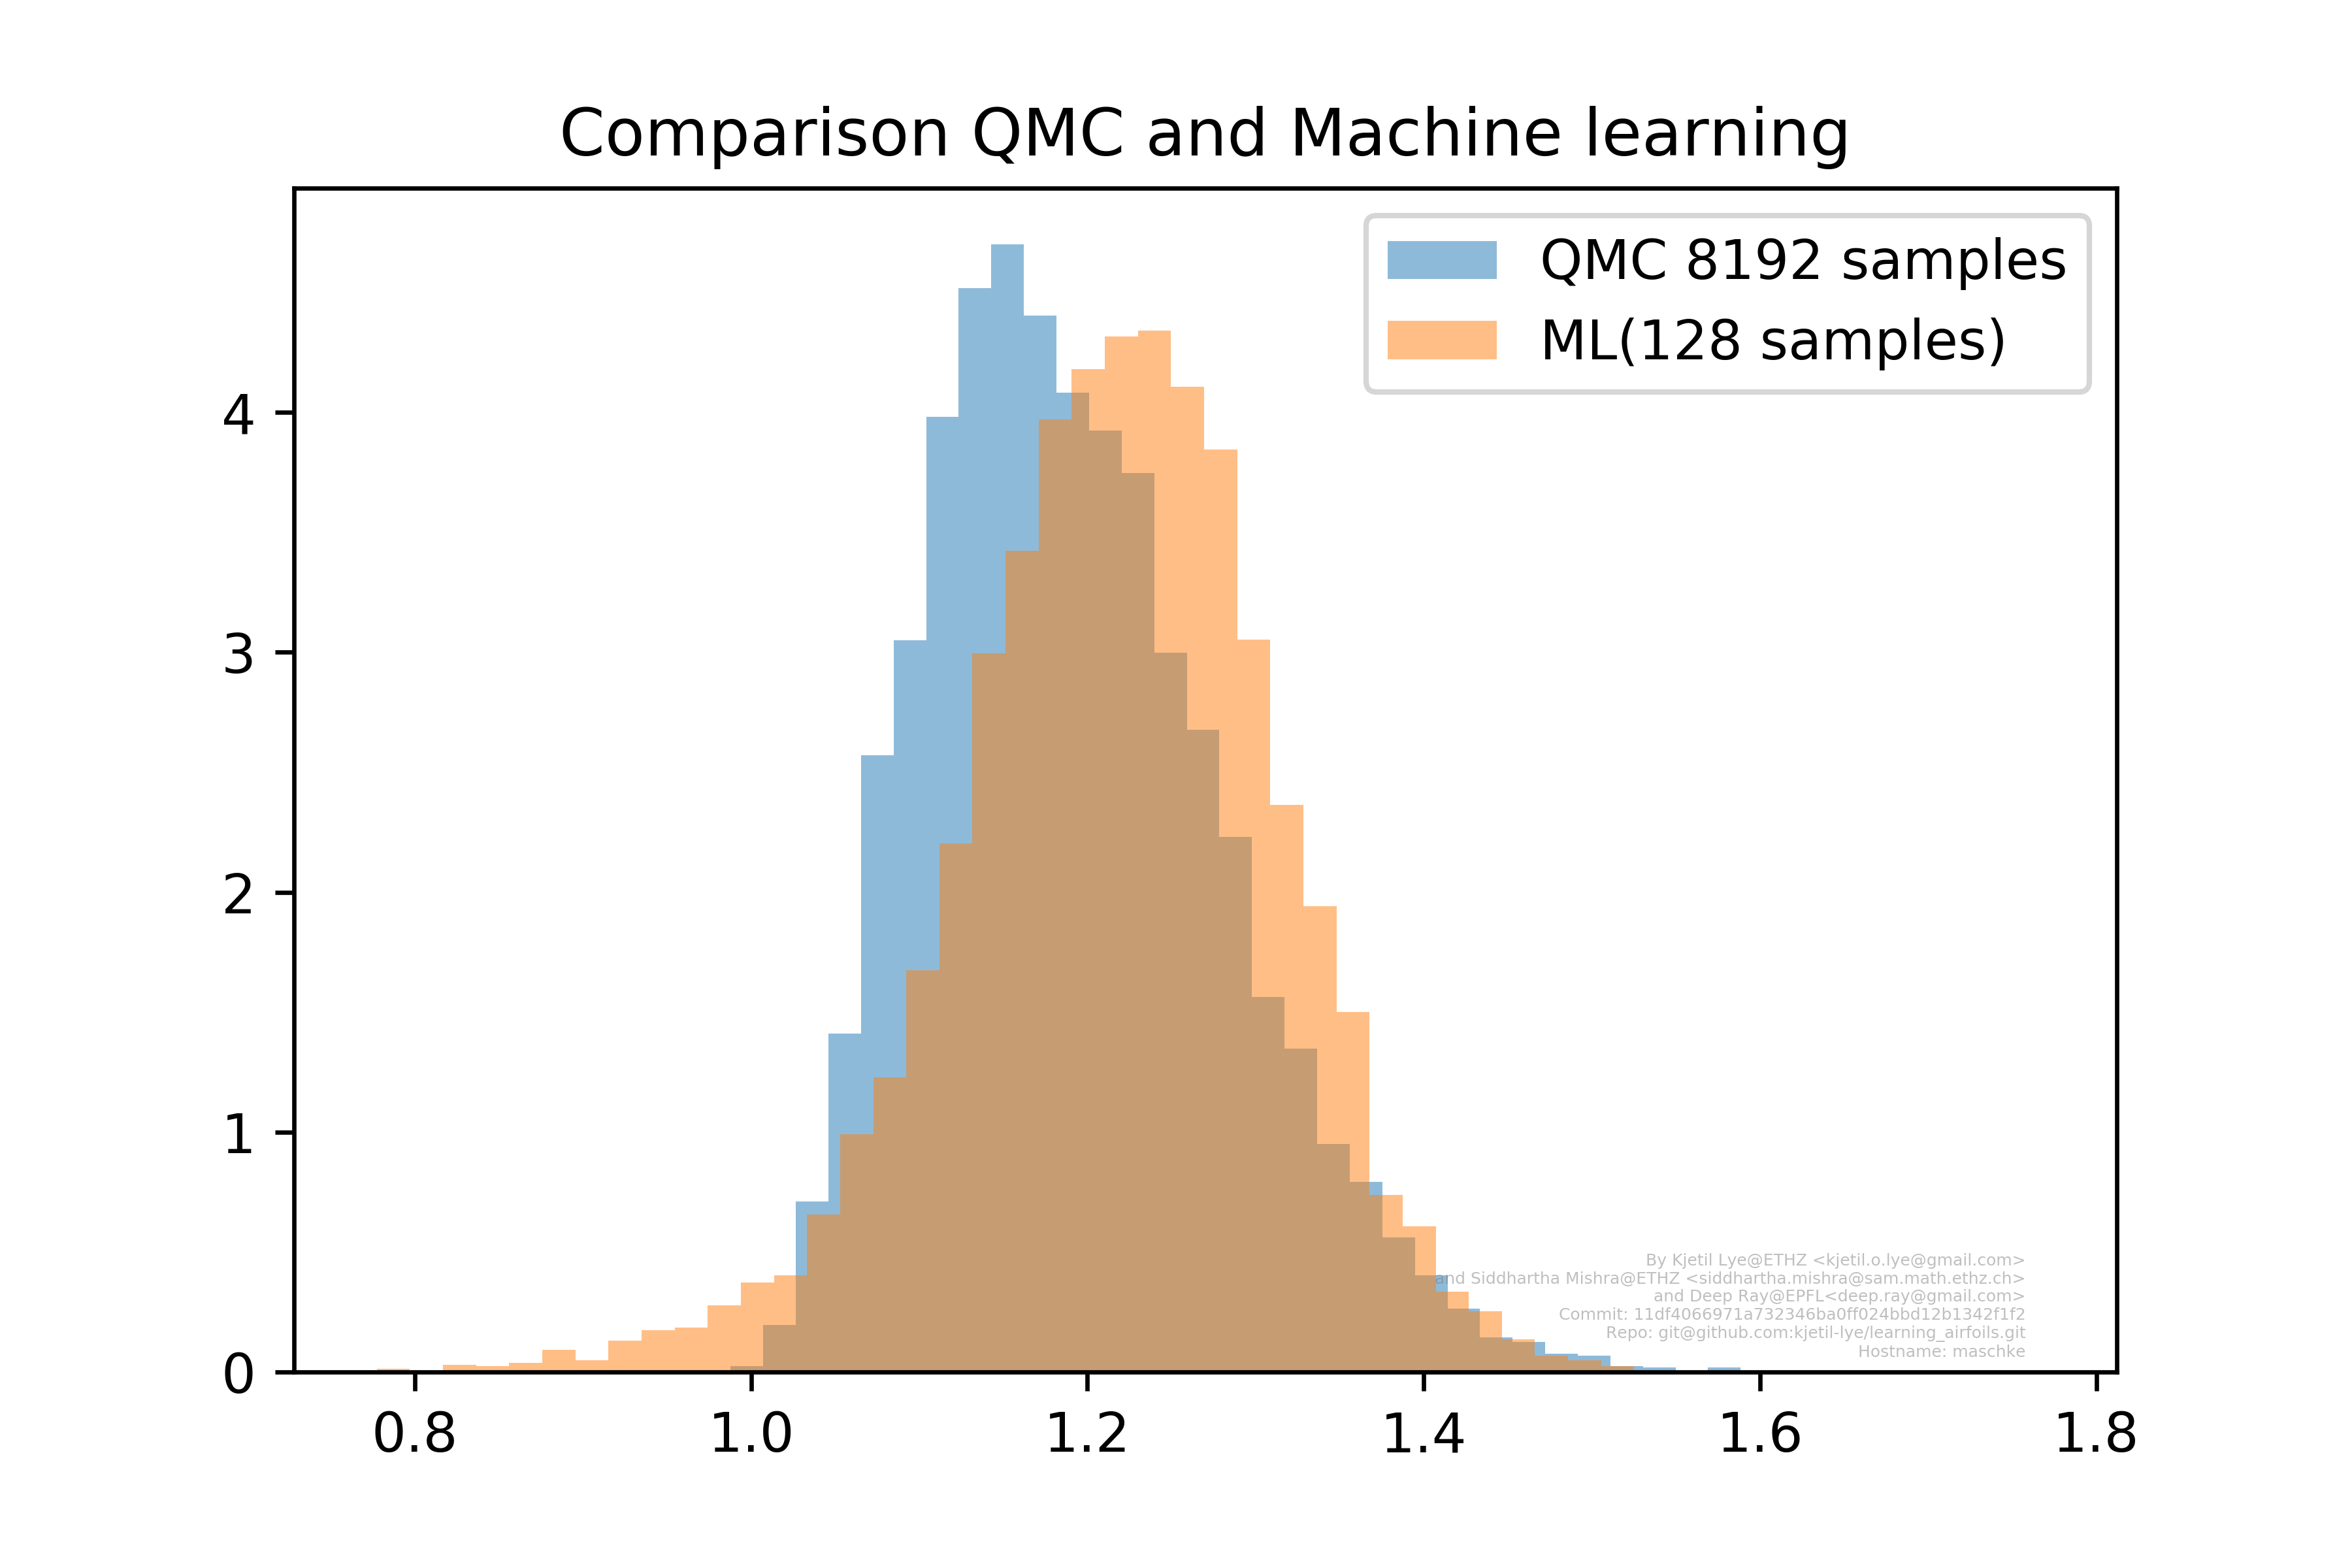 Comparison QMC and Machine learning
QMC 8192 samples
ML(128 samples)
4
3
2
1
0
0.8 1.0 1.2 1.4 1.6 1.8
By Kjetil Lye@ETHZ <kjetil.o.lye@gmail.com>
and Siddhartha Mishra@ETHZ <siddhartha.mishra@sam.math.ethz.ch>
and Deep Ray@EPFL<deep.ray@gmail.com>
Commit: 11df4066971a732346ba0ff024bbd12b1342f1f2
Repo: git@github.com:kjetil-lye/learning_airfoils.git
Hostname: maschke